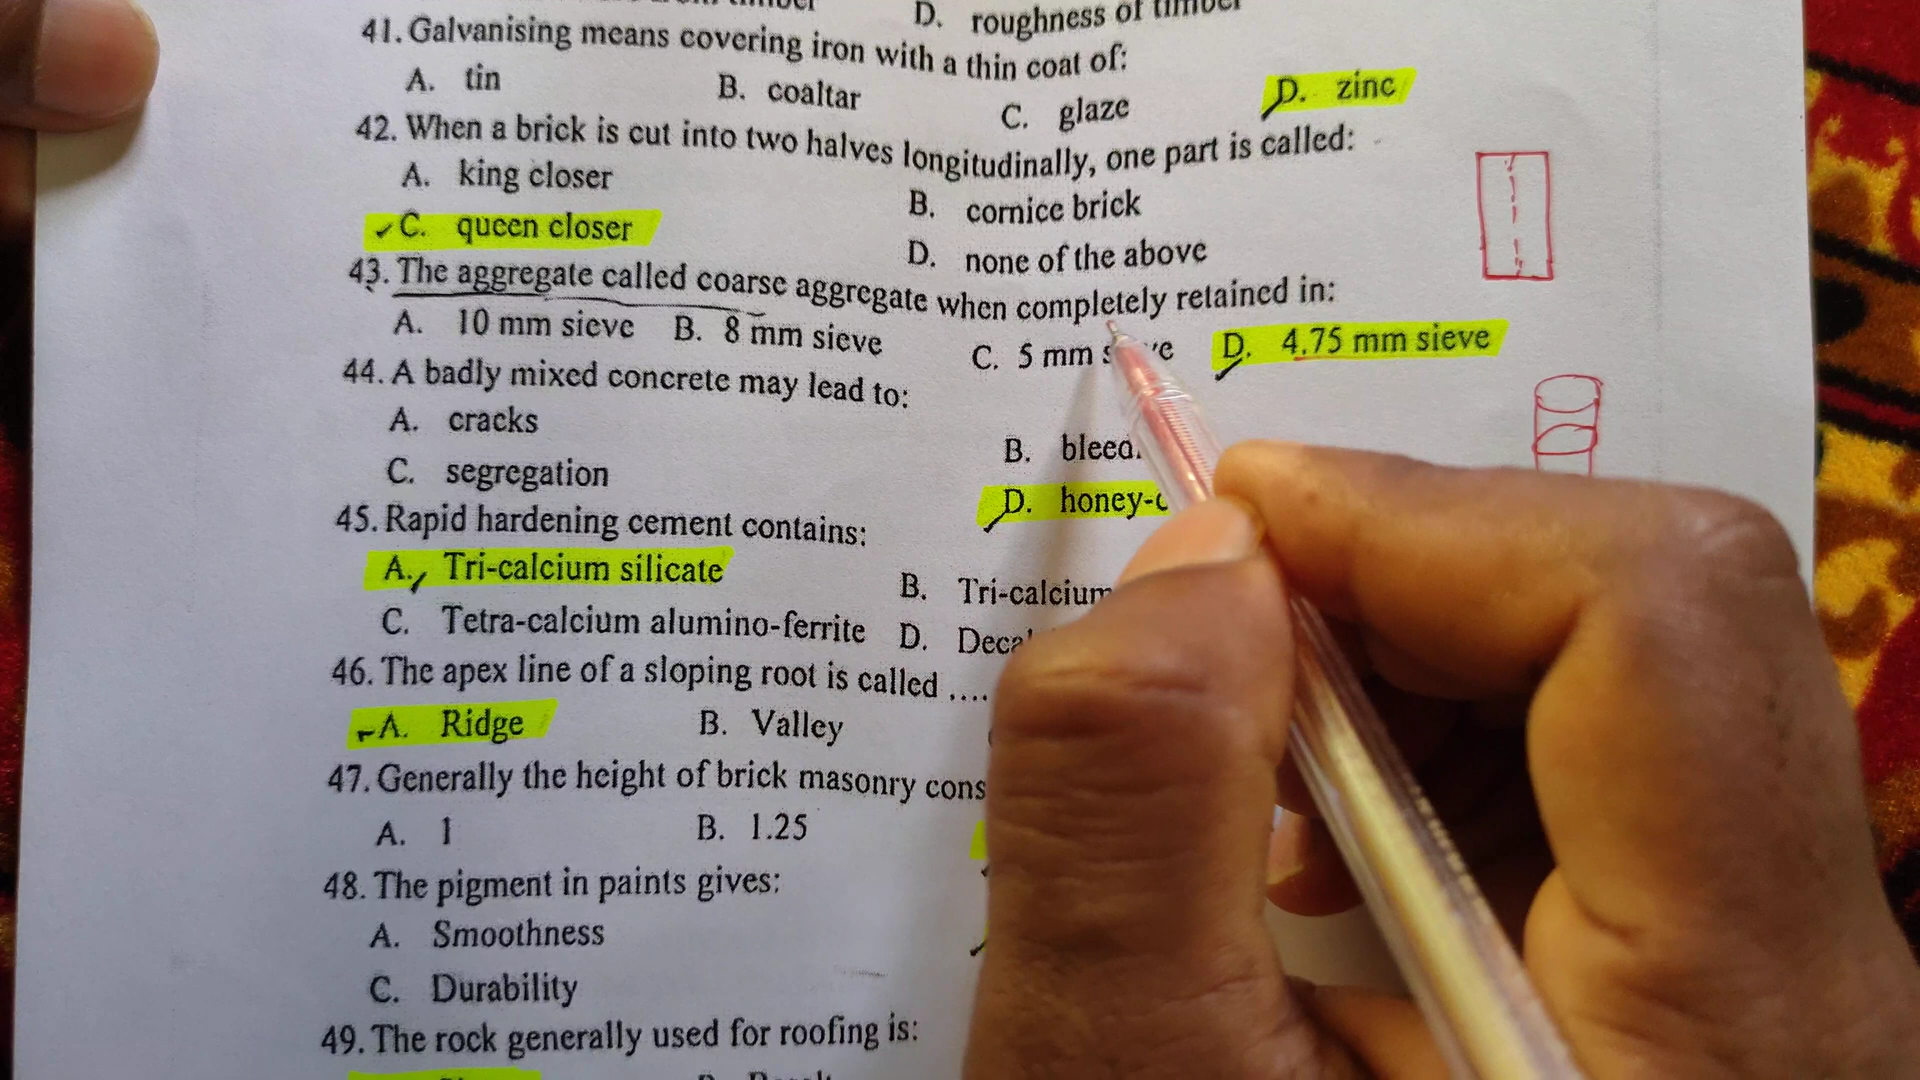 D. roughness of timber
41. Galvanising means covering iron with a thin coat of:
A. tin B. coaltar C. glaze D. zinc
42. When a brick is cut into two halves longitudinally, one part is called:
A. king closer B. cornice brick
C. queen closer D. none of the above
43. The aggregate called coarse aggregate when completely retained in:
A. 10 mm sieve B. 8 mm sieve C. 5 mm D. 4.75 mm sieve
44. A badly mixed concrete may lead to:
A. cracks B.
C. segregation D. honey-
45. Rapid hardening cement contains:
A. Tri-calcium silicate B. Tri-calcium
C. Tetra-calcium alumino-ferrite D.
46. The apex line of a sloping root is called ....
A. Ridge B. Valley
47. Generally the height of brick masonry
A. 1 B. 1.25
48. The pigment in paints gives:
A. Smoothness
C. Durability
49. The rock generally used for roofing is: